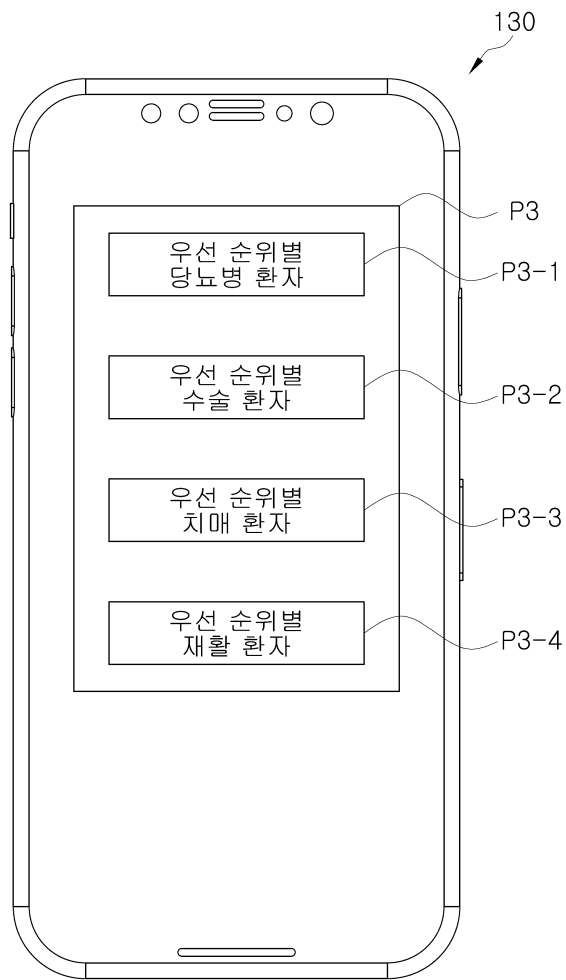 130
P3
우선 순위별
당뇨병 환자
P3-1
우선 순위별
수술 환자
P3-2
우선 순위별
치매 환자
P3-3
우선 순위별
재활 환자
P3-4